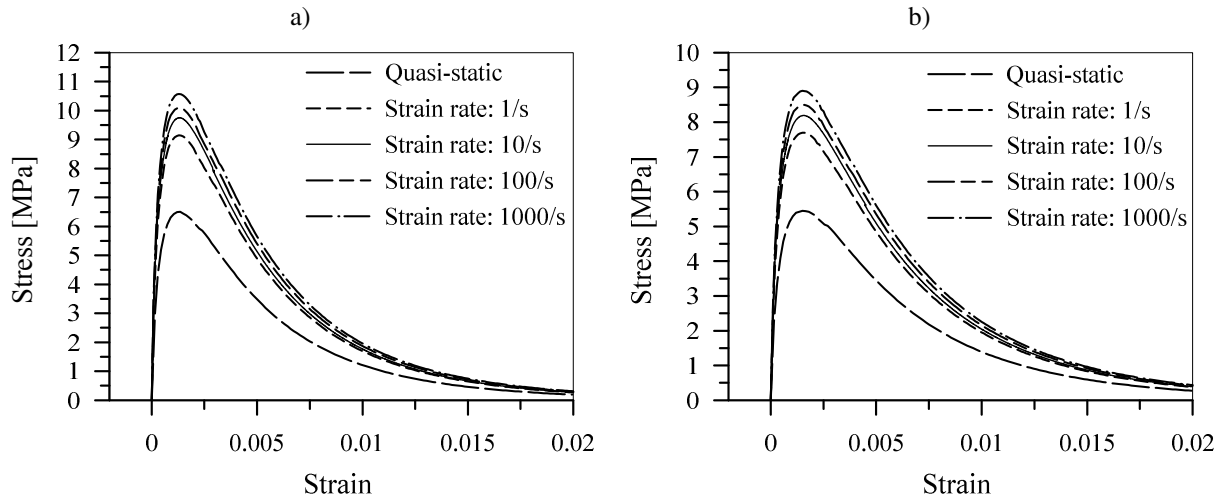 a)
12
11
10
9
8
7
6
5
4
3
2
1
0
Stress [MPa]
Quasi-static
Strain rate: 1/s
Strain rate: 10/s
Strain rate: 100/s
Strain rate: 1000/s
0 0.005 0.01 0.015 0.02
Strain
b)
10
9
8
7
6
5
4
3
2
1
0
Stress [MPa]
Quasi-static
Strain rate: 1/s
Strain rate: 10/s
Strain rate: 100/s
Strain rate: 1000/s
0 0.005 0.01 0.015 0.02
Strain